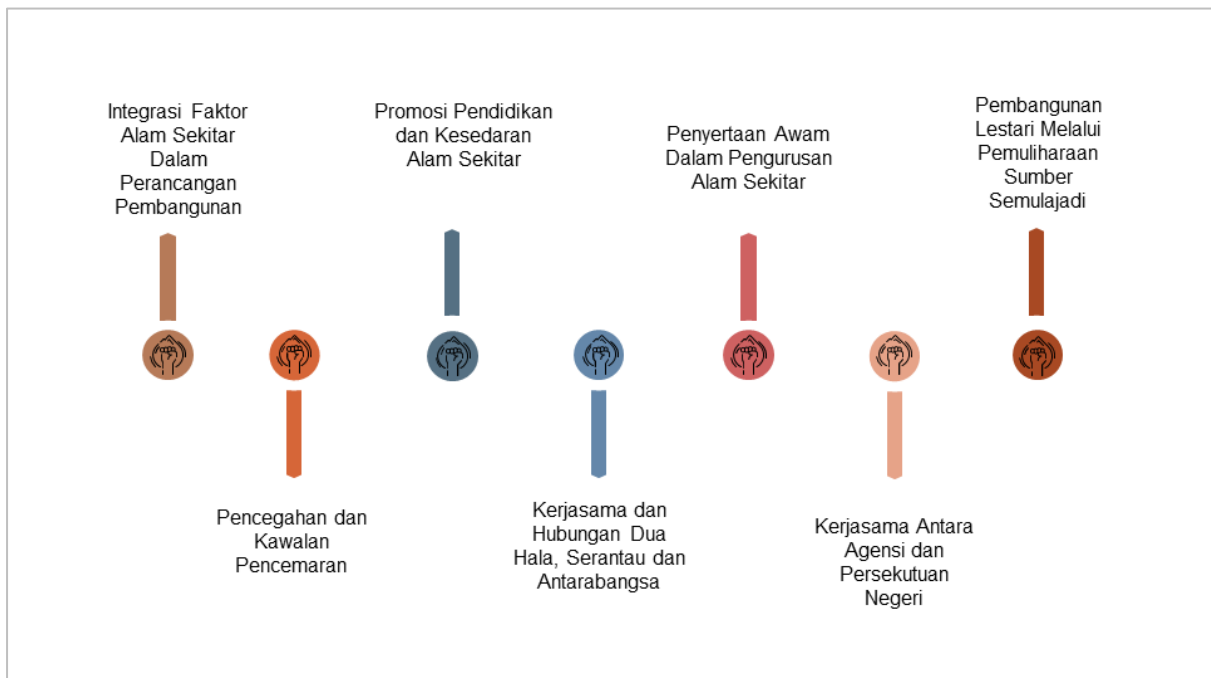 Integrasi Faktor
Alam Sekitar
Dalam
Perancangan
Pembangunan
Pencegahan dan
Kawalan
Pencemaran
Promosi Pendidikan
dan Kesedaran
Alam Sekitar
Kerjasama dan
Hubungan Dua
Hala, Serantau dan
Antarabangsa
Penyertaan Awam
Dalam Pengurusan
Alam Sekitar
Kerjasama Antara
Agensi dan
Persekutuan
Negeri
Pembangunan
Lestari Melalui
Pemuliharaan
Sumber
Semulajadi